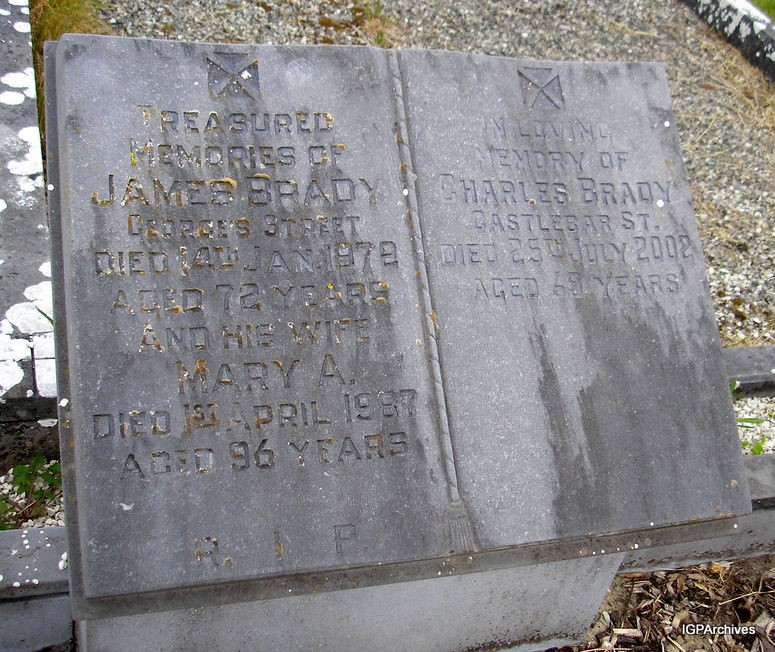 TREASURED
MEMORIES OF
JAMES BRADY
GEORGE'S STREET
DIED 14TH JAN. 1979
AGED 72 YEARS
AND HIS WIFE
MARY A.
DIED 1ST APRIL 1987
AGED 96 YEARS
R. I P.
IN LOVING
MEMORY OF
CHARLES BRADY
CASTLEBAR ST.
DIED 25TH JULY 2002
AGED YEARS
IGPArchives